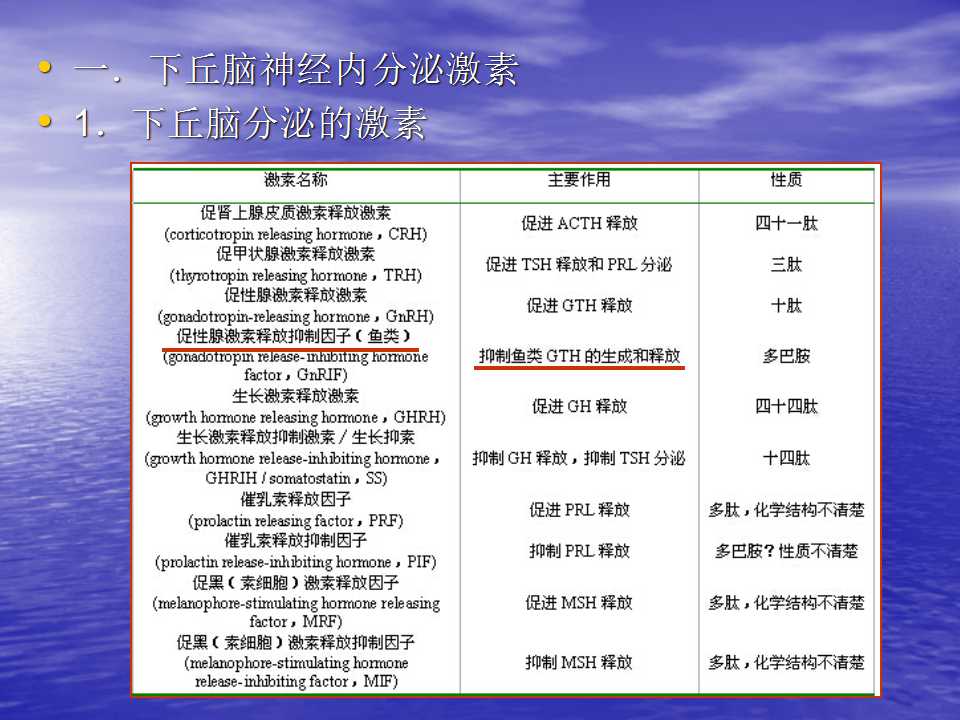 一．下丘脑神经内分泌激素
1．下丘脑分泌的激素
激素名称 主要作用 性质
促肾上腺皮质激素释放激素
(corticotropin releasing hormone，CRH) 促进 ACTH 释放 四十一肽
促甲状腺激素释放激素
(thyrotropin releasing hormone，TRH) 促进 TSH 释放和 PRL 分泌 三肽
促性腺激素释放激素
(gonadotropin-releasing hormone，GnRH) 促进 GTH 释放 十肽
促性腺激素释放抑制因子（鱼类）
(gonadotropin release-inhibiting hormone
factor，GnRIF) 抑制鱼类 GTH 的生成和释放 多巴胺
生长激素释放激素
(growth hormone releasing hormone，GHRH) 促进 GH 释放 四十四肽
生长激素释放抑制激素／生长抑素
(growth hormone release-inhibiting hormone，
GHRIH / somatostatin，SS) 抑制 GH 释放，抑制 TSH 分泌 十四肽
催乳素释放因子
(prolactin releasing factor，PRF) 促进 PRL 释放 多肽，化学结构不清楚
催乳素释放抑制因子
(prolactin release-inhibiting hormone，PIF) 抑制 PRL 释放 多巴胺？性质不清楚
促黑（素细胞）激素释放因子
(melanophore-stimulating hormone releasing
factor，MRF) 促进 MSH 释放 多肽，化学结构不清楚
促黑（素细胞）激素释放抑制因子
(melanophore-stimulating hormone
release-inhibiting factor，MIF) 抑制 MSH 释放 多肽，化学结构不清楚